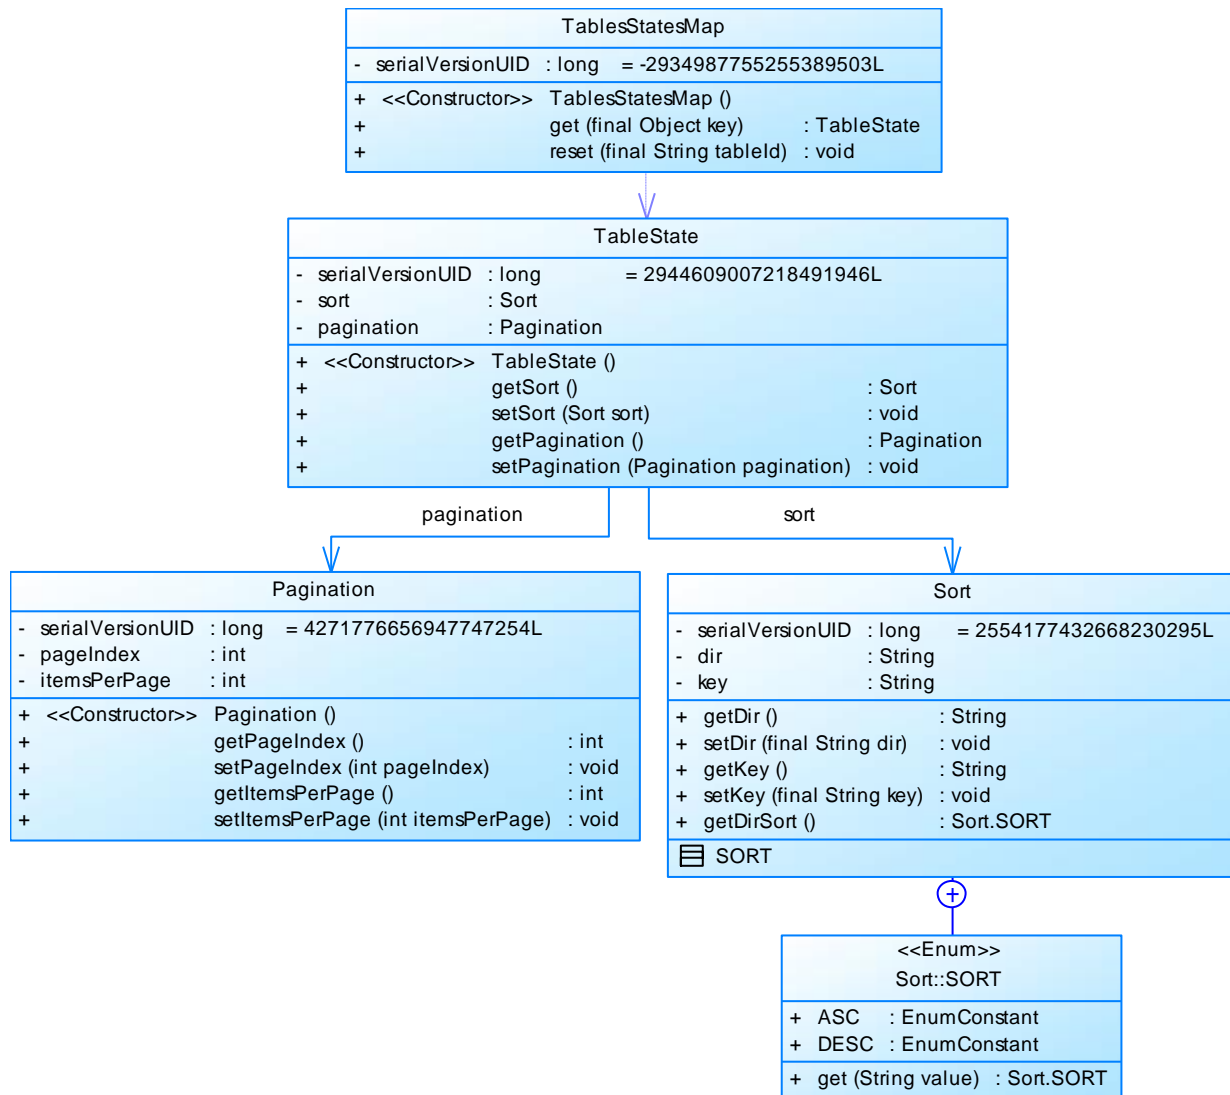 TablesStatesMap
- serialVersionUID : long = -2934987755255389503L
+ <<Constructor>> TablesStatesMap ()
+ get (final Object key) : TableState
+ reset (final String tableId) : void
TableState
- serialVersionUID : long = 2944609007218491946L
- sort : Sort
- pagination : Pagination
+ <<Constructor>> TableState ()
+ getSort () : Sort
+ setSort (Sort sort) : void
+ getPagination () : Pagination
+ setPagination (Pagination pagination) : void
pagination
sort
Pagination
- serialVersionUID : long = 4271776656947747254L
- pageIndex : int
- itemsPerPage : int
+ <<Constructor>> Pagination ()
+ getPageIndex () : int
+ setPageIndex (int pageIndex) : void
+ getItemsPerPage () : int
+ setItemsPerPage (int itemsPerPage) : void
Sort
- serialVersionUID : long = 2554177432668230295L
- dir : String
- key : String
+ getDir () : String
+ setDir (final String dir) : void
+ getKey () : String
+ setKey (final String key) : void
+ getDirSort () : Sort.SORT
SORT
<<Enum>>
Sort::SORT
+ ASC : EnumConstant
+ DESC : EnumConstant
+ get (String value) : Sort.SORT